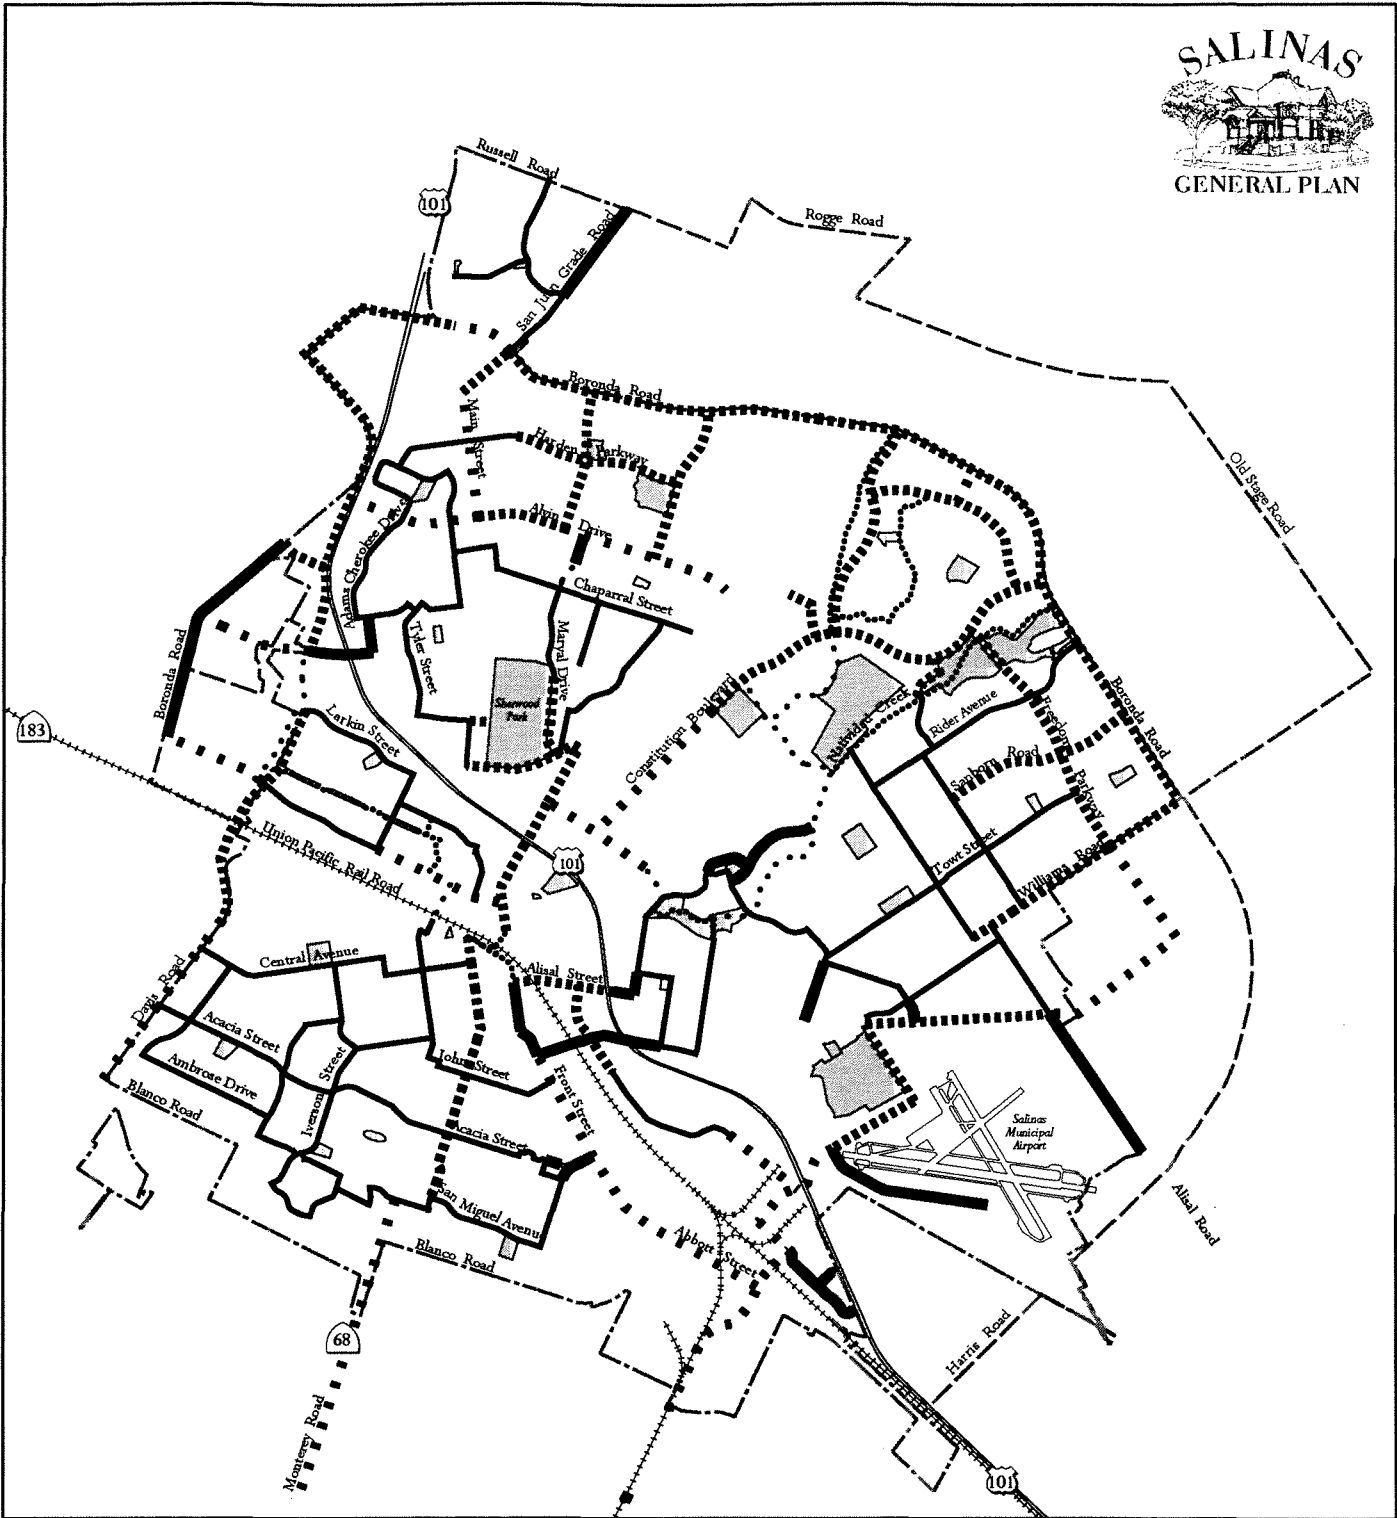 SALINAS
GENERAL PLAN
Russell Road
101
Rogge Road
San Juan Grade Road
Boronda Road
Main Street
Harden Parkway
Old Stage Road
Alvin Drive
Adams Cherokee Drive
Chaparral Street
Tyler Street
Maryal Drive
Boronda Road
Sherwood
Park
Constitution Boulevard
Natividad Creek
Rider Avenue
Freedom Parkway
Boronda Road
183
Larkin Street
Sanborn Road
Union Pacific Rail Road
101
Towt Street
Williams Road
Central Avenue
Alisal Street
Davis Road
Acacia Street
Ambrose Drive
Iverson Street
John Street
Blanco Road
Front Street
Acacia Street
Salinas
Municipal
Airport
San Miguel Avenue
Alisal Road
Abbott Street
Blanco Road
68
Harris Road
Monterey Road
101